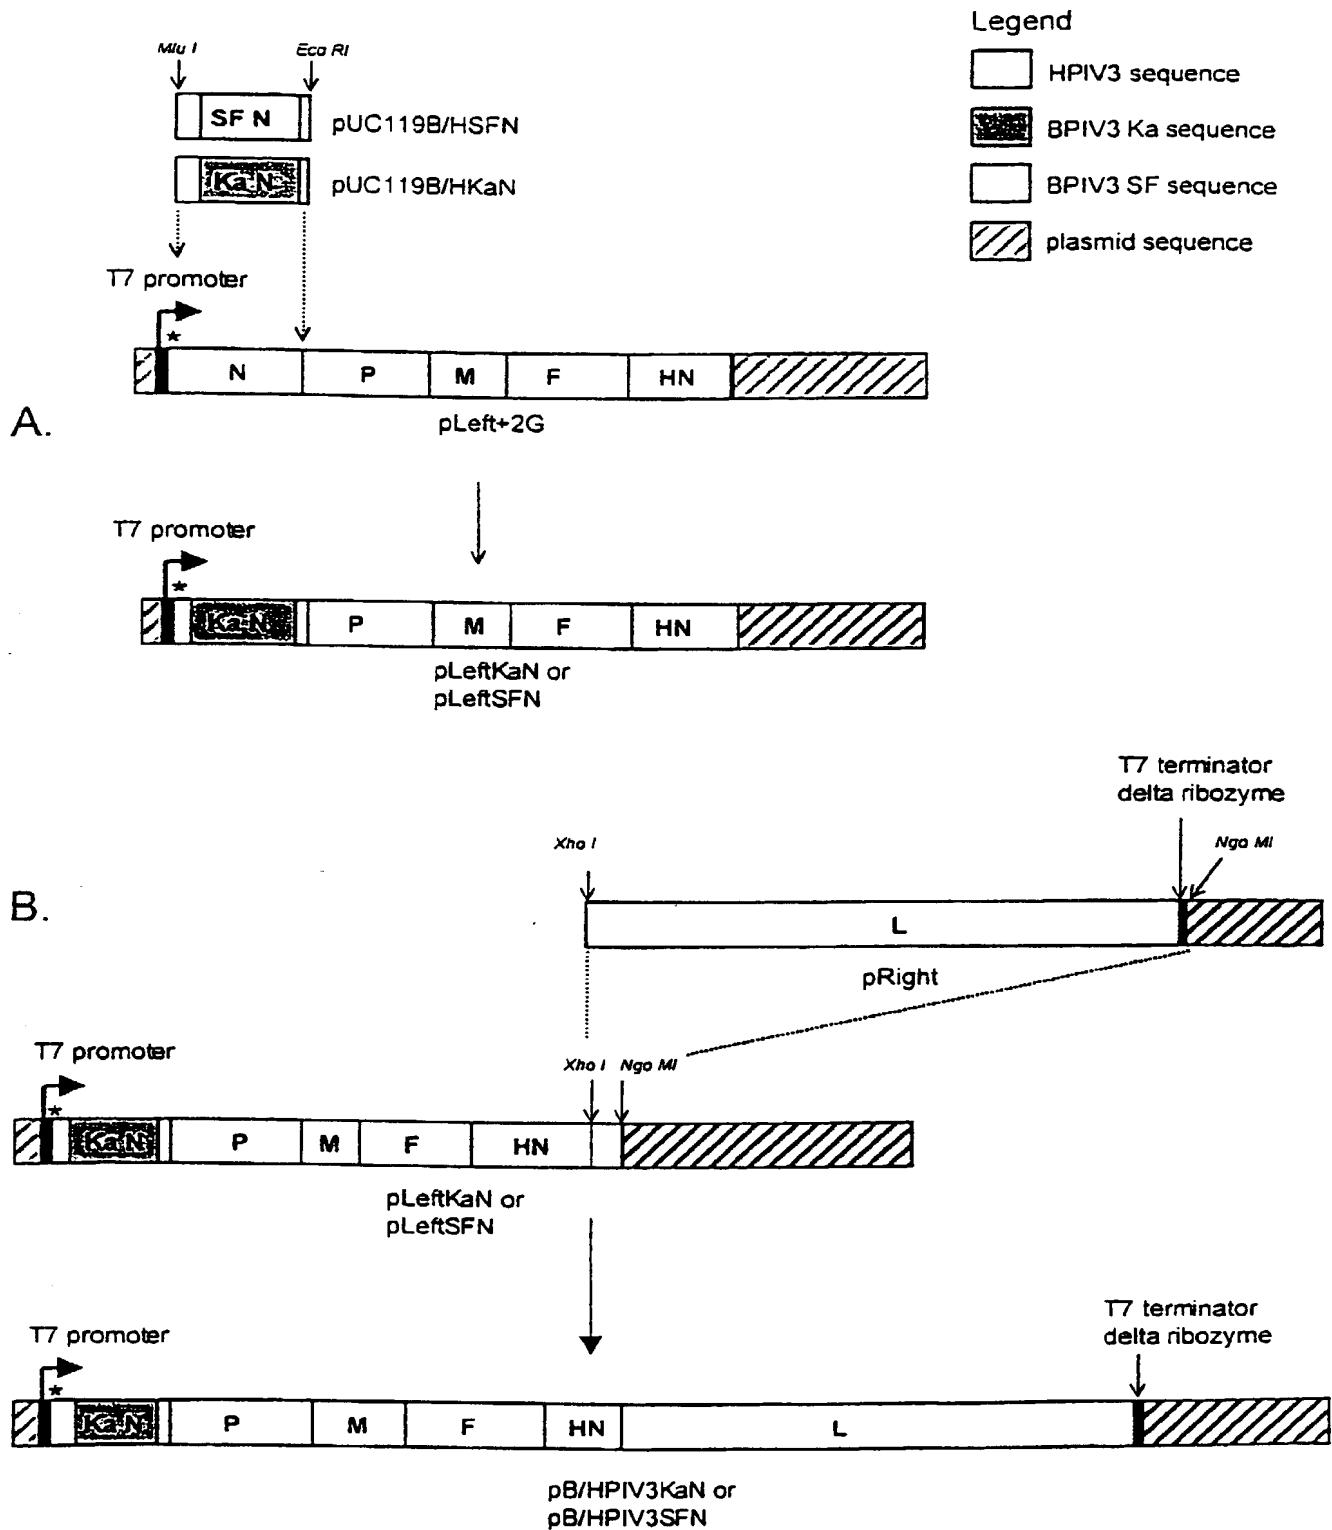 Legend
HPIV3 sequence
BPIV3 Ka sequence
BPIV3 SF sequence
plasmid sequence
Mlu I
Eco RI
SF N
pUC119B/HSFN
Ka N
pUC119B/HKaN
T7 promoter
*
N P M F HN
pLeft+2G
A.
T7 promoter
*
Ka N P M F HN
pLeftKaN or
pLeftSFN
T7 terminator
delta ribozyme
Xho I
Ngo MI
B.
L
pRight
T7 promoter
Xho I Ngo MI
*
Ka N P M F HN
pLeftKaN or
pLeftSFN
T7 terminator
delta ribozyme
T7 promoter
*
Ka N P M F HN L
pB/HPIV3KaN or
pB/HPIV3SFN